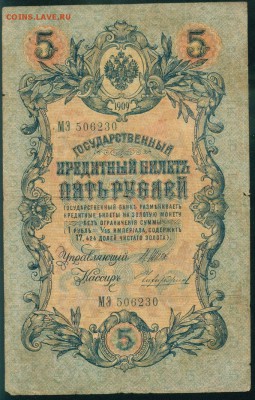 COINS.LAVE.RU
5 5
1909
МЭ 506230
ГОСУДАРСТВЕННЫЙ
КРЕДИТНЫЙ БИЛЕТЪ
ПЯТЬ РУБЛЕЙ
ГОСУДАРСТВЕННЫЙ БАНКЪ РАЗМѢНИВАЕТЪ
КРЕДИТНЫЕ БИЛЕТЫ НА ЗОЛОТУЮ МОНЕТУ
БЕЗЪ ОГРАНИЧЕНІЯ СУММЫ
(1 РУБЛЬ = 1/15 ИМПЕРІАЛА, СОДЕРЖИТЪ
17,424 ДОЛЕЙ ЧИСТАГО ЗОЛОТА).
Управляющій
Кассиръ
МЭ 506230
5